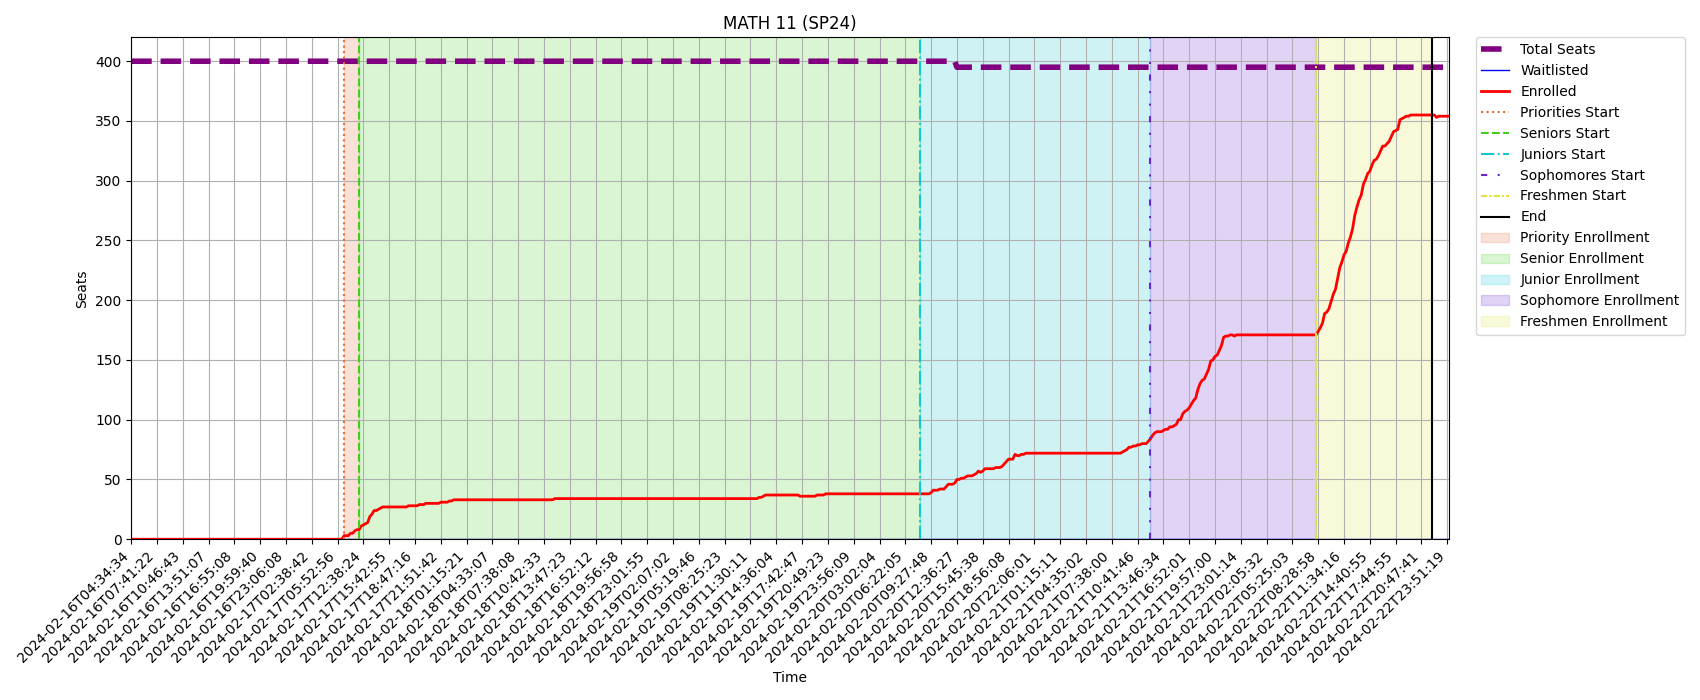 MATH 11 (SP24)
Seats
400
350
300
250
200
150
100
50
0
2024-02-16T04:34:34
2024-02-16T07:41:22
2024-02-16T10:46:43
2024-02-16T13:51:07
2024-02-16T16:55:08
2024-02-16T19:59:40
2024-02-16T23:06:08
2024-02-17T02:38:42
2024-02-17T05:52:56
2024-02-17T12:38:24
2024-02-17T15:42:55
2024-02-17T18:47:16
2024-02-17T21:51:42
2024-02-18T01:15:21
2024-02-18T04:33:07
2024-02-18T07:38:08
2024-02-18T10:42:33
2024-02-18T13:47:23
2024-02-18T16:52:12
2024-02-18T19:56:58
2024-02-18T23:01:55
2024-02-19T02:07:02
2024-02-19T05:19:46
2024-02-19T08:25:23
2024-02-19T11:30:11
2024-02-19T14:36:04
2024-02-19T17:42:47
2024-02-19T20:49:23
2024-02-19T23:56:09
2024-02-20T03:02:04
2024-02-20T06:22:05
2024-02-20T09:27:48
2024-02-20T12:36:27
2024-02-20T15:45:38
2024-02-20T18:56:08
2024-02-20T22:06:01
2024-02-21T01:15:11
2024-02-21T04:35:02
2024-02-21T07:38:00
2024-02-21T10:41:46
2024-02-21T13:46:34
2024-02-21T16:52:01
2024-02-21T19:57:00
2024-02-21T23:01:14
2024-02-22T02:05:32
2024-02-22T05:25:03
2024-02-22T08:28:58
2024-02-22T11:34:16
2024-02-22T14:40:55
2024-02-22T17:44:55
2024-02-22T20:47:41
2024-02-22T23:51:19
Time
Total Seats
Waitlisted
Enrolled
Priorities Start
Seniors Start
Juniors Start
Sophomores Start
Freshmen Start
End
Priority Enrollment
Senior Enrollment
Junior Enrollment
Sophomore Enrollment
Freshmen Enrollment